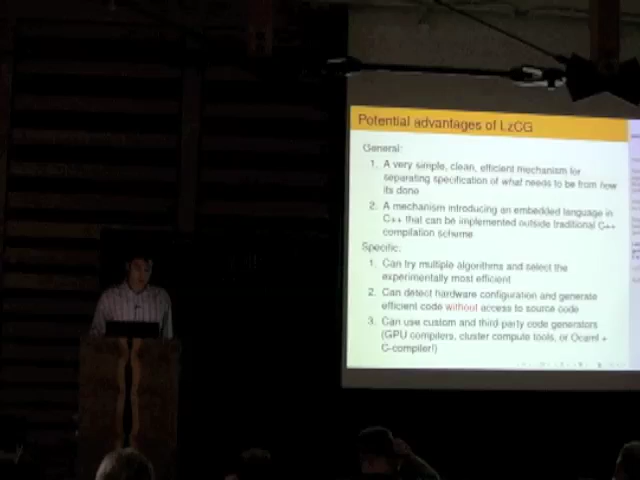 Potential advantages of LzCG
General:
1. A very simple, clean, efficient mechanism for
separating specification of what needs to be from how
its done
2. A mechanism introducing an embedded language in
C++ that can be implemented outside traditional C++
compilation scheme
Specific:
1. Can try multiple algorithms and select the
experimentally most efficient
2. Can detect hardware configuration and generate
efficient code without access to source code
3. Can use custom and third party code generators
(GPU compilers, cluster compute tools, or Ocaml +
C-compiler!)